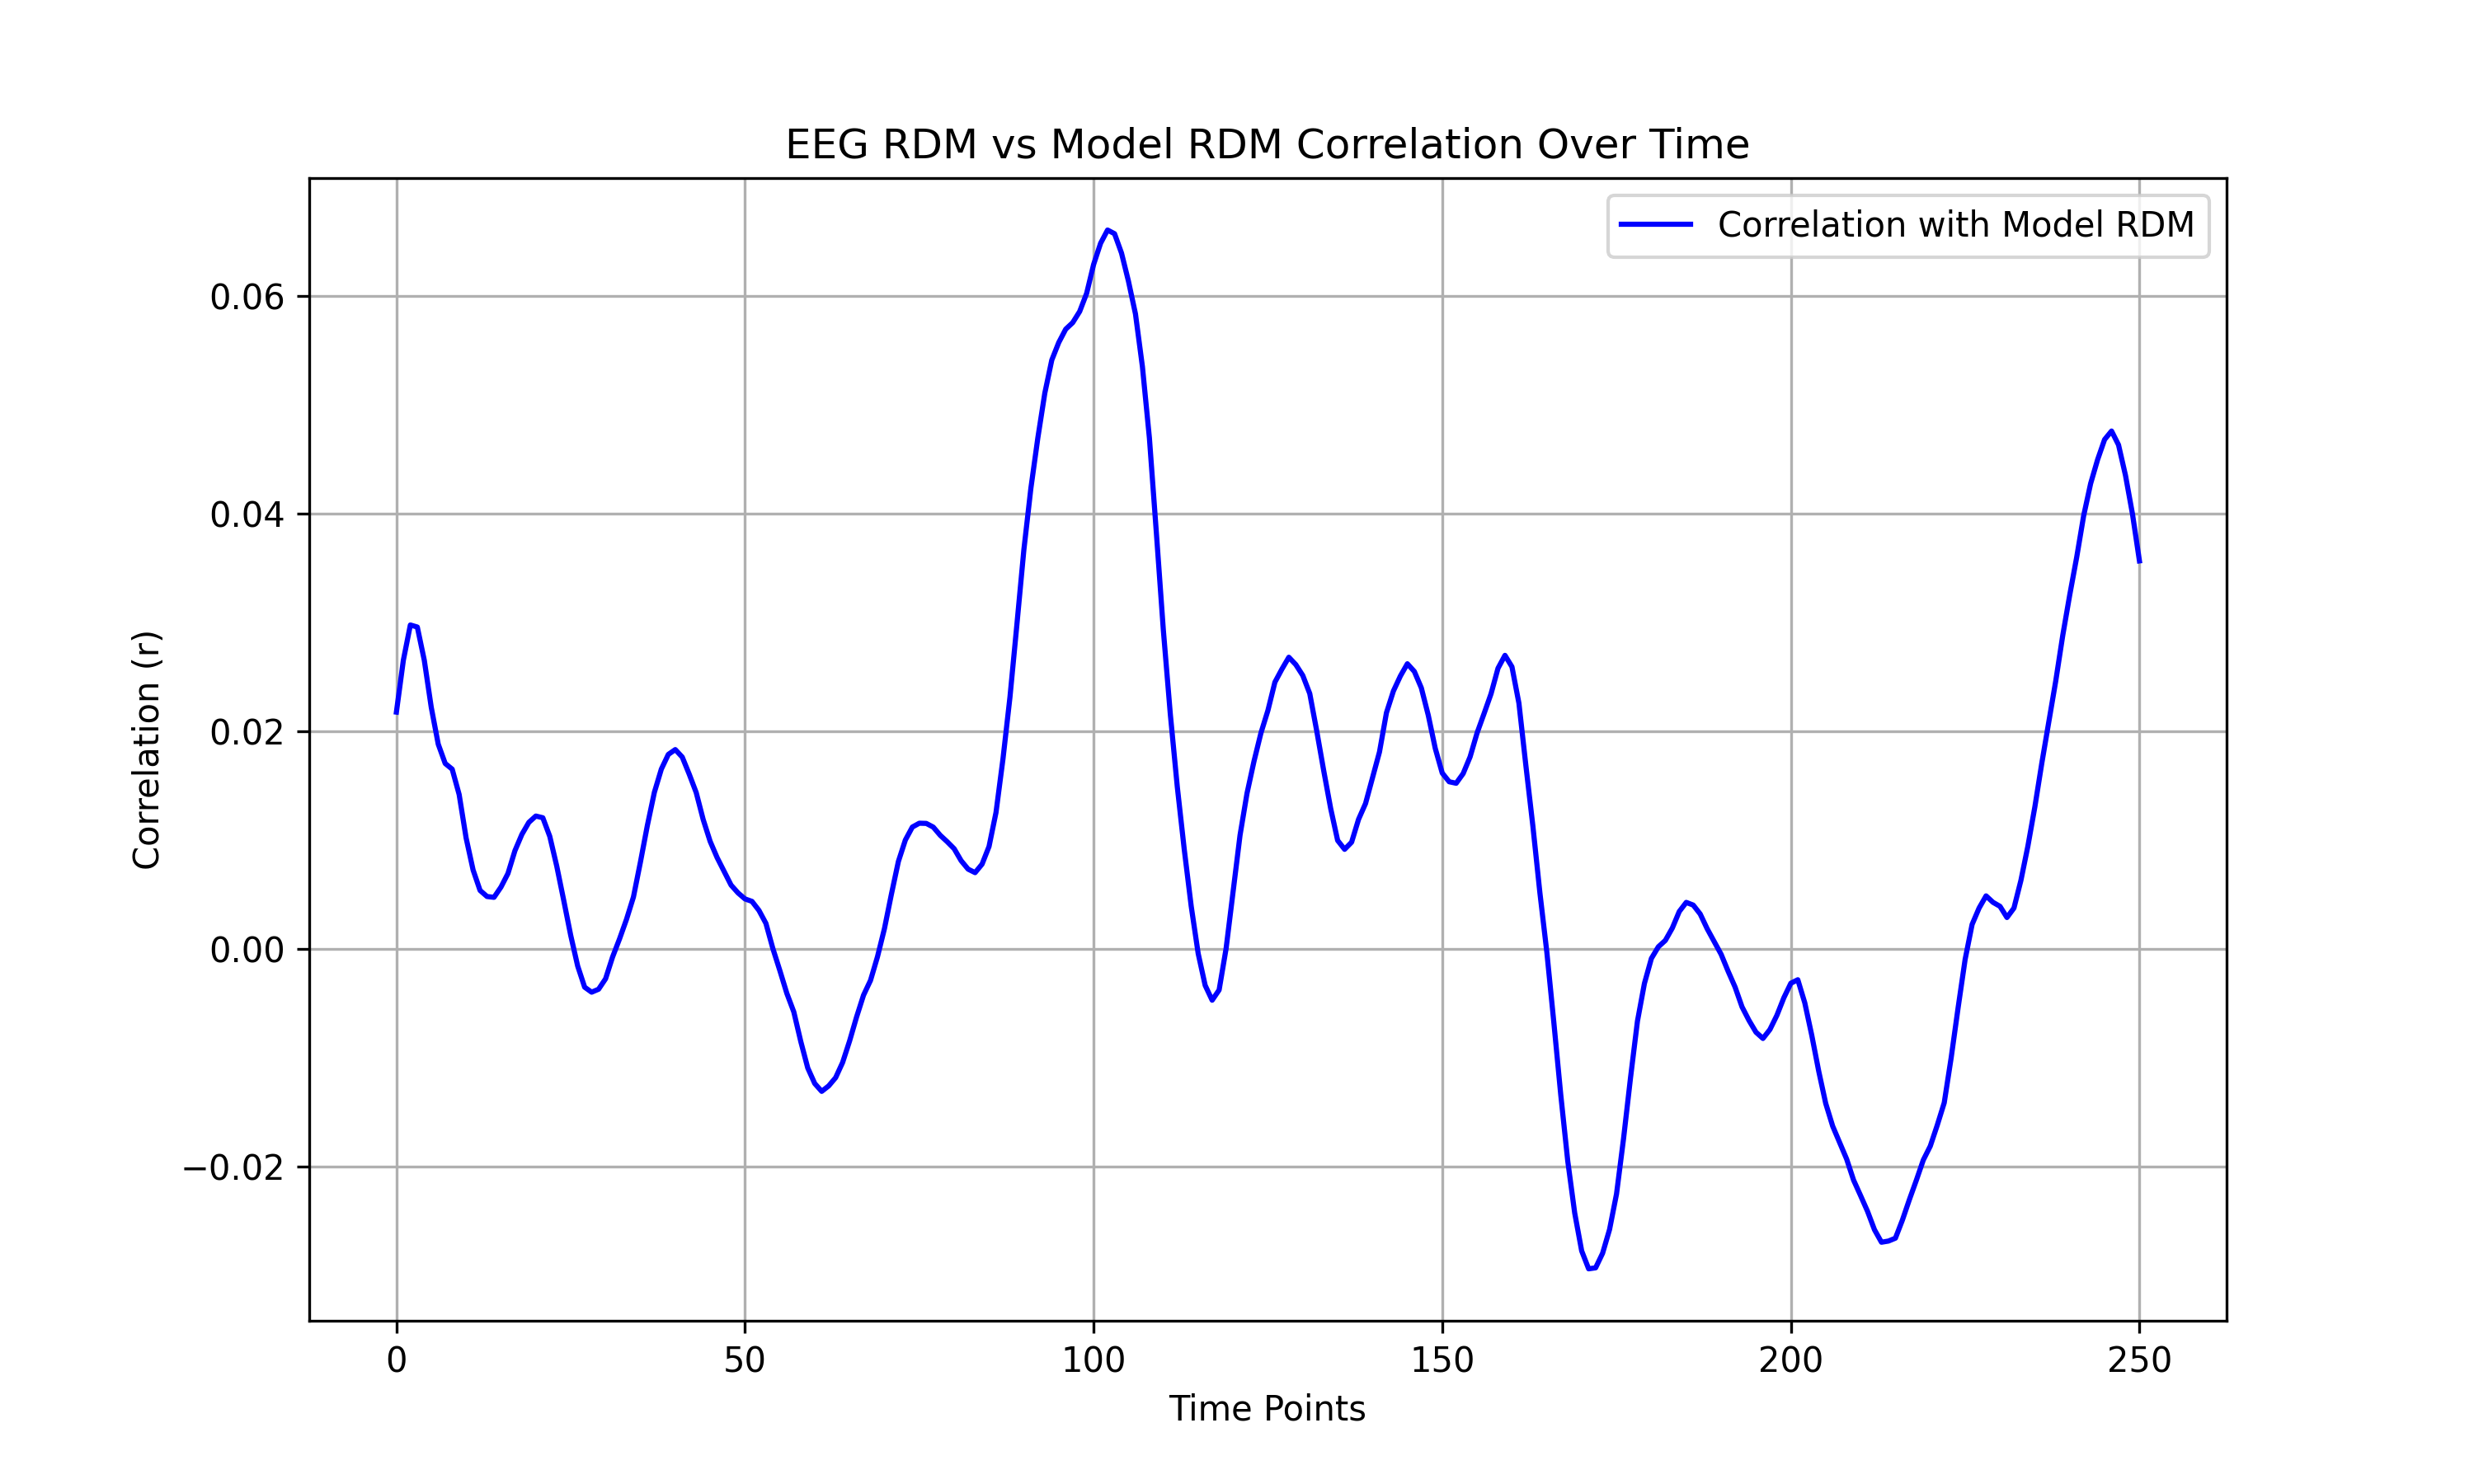 EEG RDM vs Model RDM Correlation Over Time
Correlation with Model RDM
Correlation (r)
0.06
0.04
0.02
0.00
−0.02
0 50 100 150 200 250
Time Points